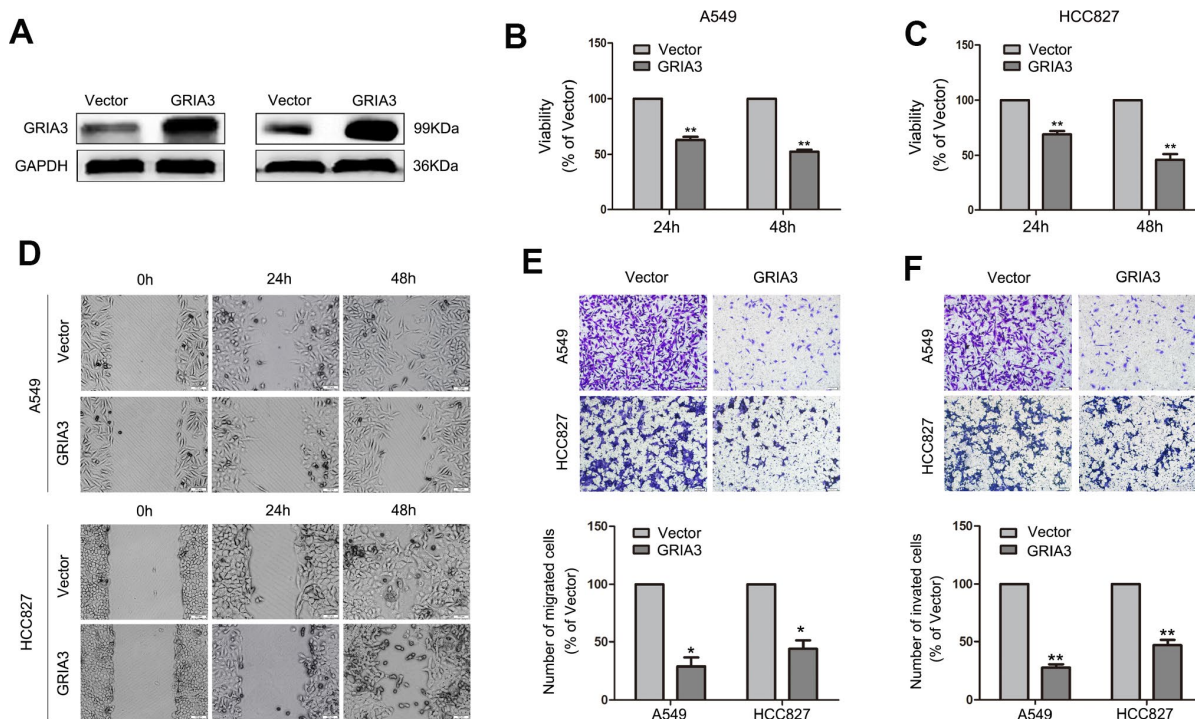 A
Vector GRIA3 Vector GRIA3
GRIA3 99KDa
GAPDH 36KDa
B
A549
Vector
GRIA3
Viability
(% of Vector)
150
100
50
0
** **
24h 48h
C
HCC827
Vector
GRIA3
Viability
(% of Vector)
150
100
50
0
** **
24h 48h
D
0h 24h 48h
A549
Vector
GRIA3
0h 24h 48h
HCC827
Vector
GRIA3
E
Vector GRIA3
A549
HCC827
Vector
GRIA3
Number of migrated cells
(% of Vector)
150
100
50
0
* *
A549 HCC827
F
Vector GRIA3
A549
HCC827
Vector
GRIA3
Number of invated cells
(% of Vector)
150
100
50
0
** **
A549 HCC827